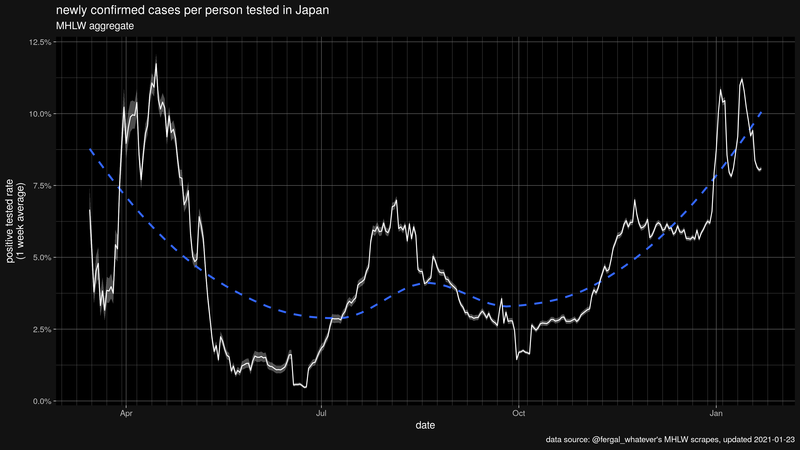 newly confirmed cases per person tested in Japan
MHLW aggregate
12.5%
10.0%
7.5%
5.0%
2.5%
0.0%
positive tested rate
(1 week average)
Apr
Jul
Oct
Jan
date
data source: @fergal_whatever's MHLW scrapes, updated 2021-01-23